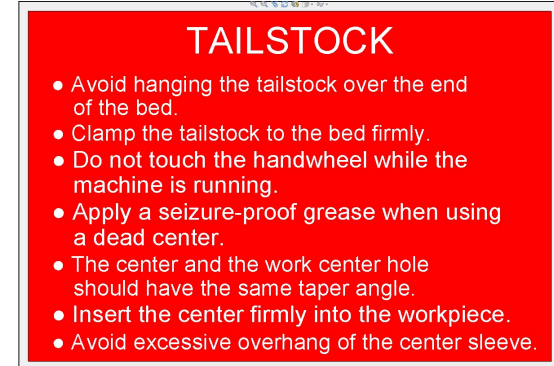 TAILSTOCK
● Avoid hanging the tailstock over the end
of the bed.
● Clamp the tailstock to the bed firmly.
● Do not touch the handwheel while the
machine is running.
● Apply a seizure-proof grease when using
a dead center.
● The center and the work center hole
should have the same taper angle.
● Insert the center firmly into the workpiece.
● Avoid excessive overhang of the center sleeve.